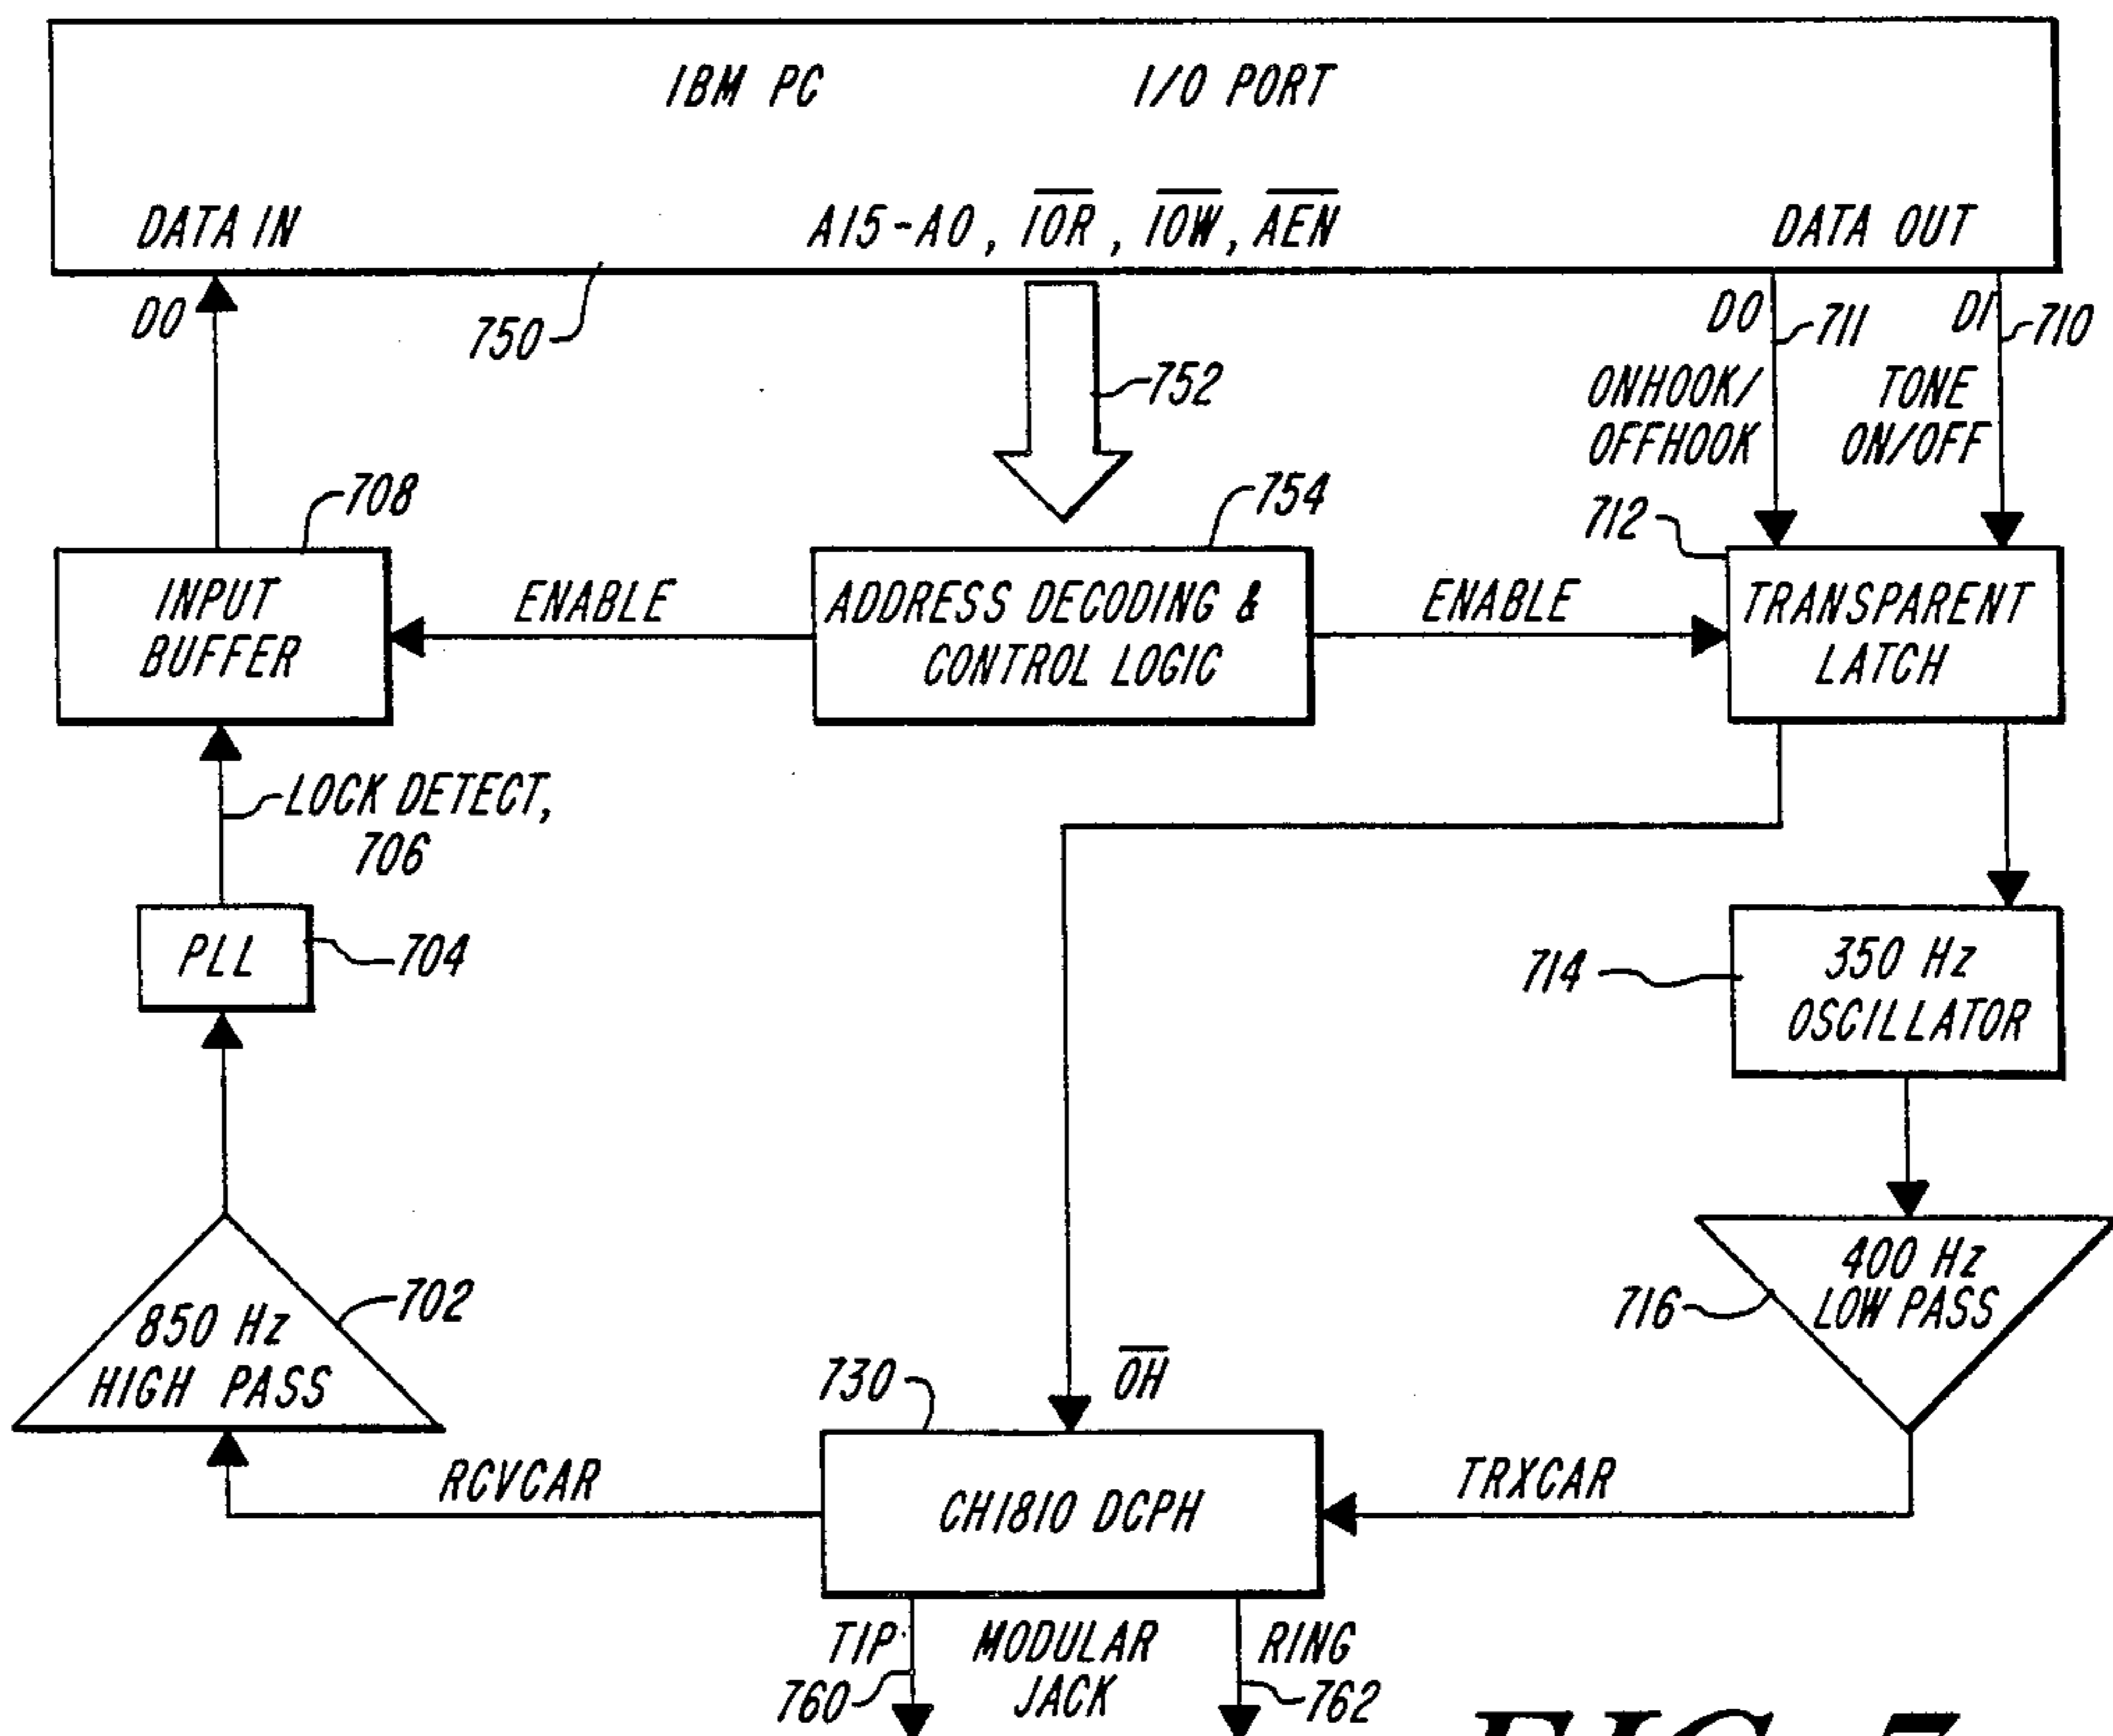 IBM PC I/O PORT
DATA IN A15-A0, IOR, IOW, AEN DATA OUT
D0
750
752
D0 711
D1 710
ONHOOK/
OFFHOOK
TONE
ON/OFF
708
754
712
INPUT
BUFFER
ENABLE
ADDRESS DECODING &
CONTROL LOGIC
ENABLE
TRANSPARENT
LATCH
LOCK DETECT,
706
PLL
704
714
350 Hz
OSCILLATOR
850 Hz
HIGH PASS
702
716
400 Hz
LOW PASS
730
OH
RCVCAR
CH1810 DCPH
TRXCAR
TIP
760
MODULAR
JACK
RING
762